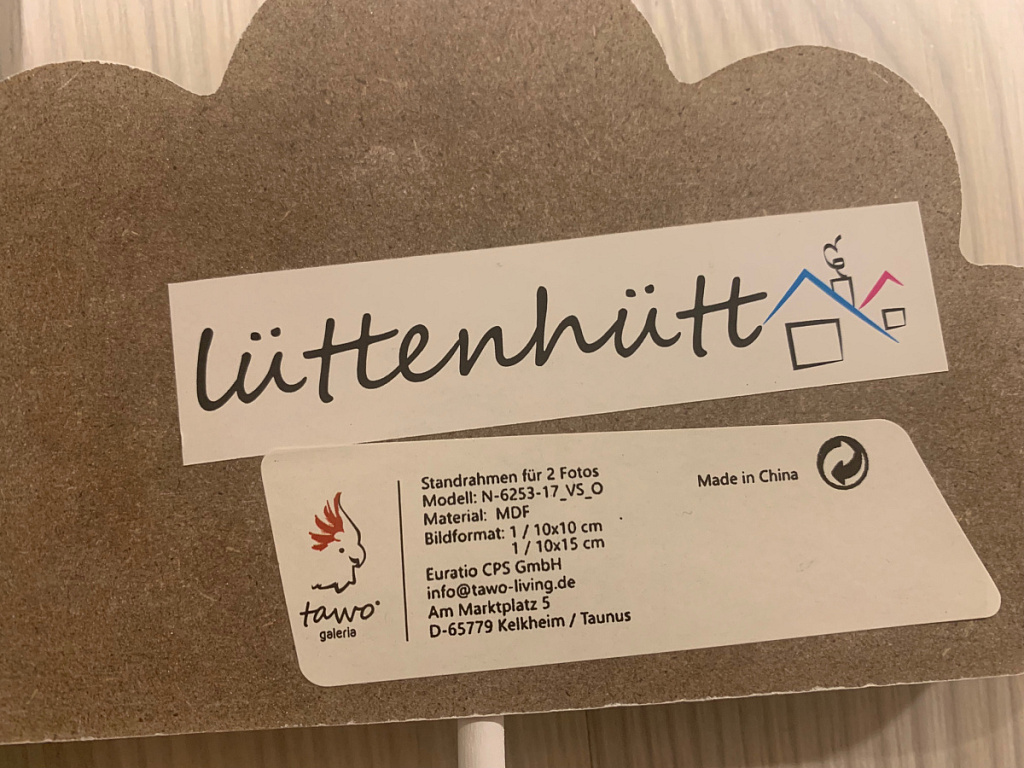 lüttenhütt
Standrahmen für 2 Fotos
Modell: N-6253-17_VS_O
Material: MDF
Bildformat: 1 / 10x10 cm
1 / 10x15 cm
Euratio CPS GmbH
info@tawo-living.de
Am Marktplatz 5
D-65779 Kelkheim / Taunus
Made in China
tawo
galeria